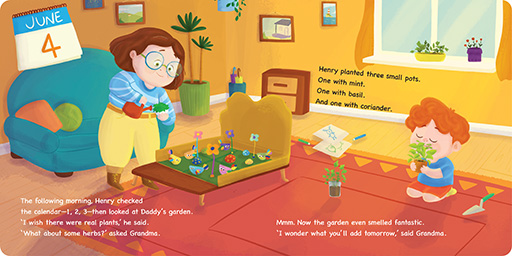 JUNE
4
The following morning, Henry checked
the calendar—1, 2, 3—then looked at Daddy's garden.
'I wish there were real plants,' he said.
'What about some herbs?' asked Grandma.
Henry planted three small pots.
One with mint.
One with basil.
And one with coriander.
Mmm. Now the garden even smelled fantastic.
'I wonder what you'll add tomorrow,' said Grandma.